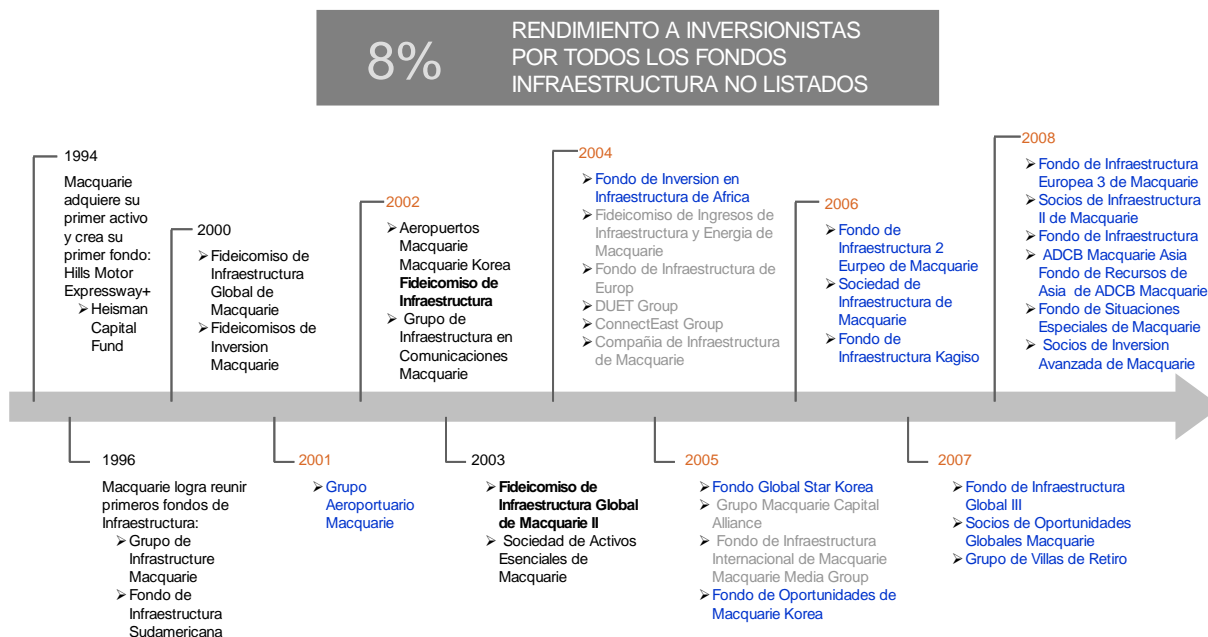 8%
RENDIMIENTO A INVERSIONISTAS
POR TODOS LOS FONDOS
INFRAESTRUCTURA NO LISTADOS
1994
Macquarie
adquiere su
primer activo
y crea su
primer fondo:
Hills Motor
Expressway+
➢ Heisman
Capital
Fund
2000
➢ Fideicomiso de
Infraestructura
Global de
Macquarie
➢ Fideicomisos de
Inversion
Macquarie
2002
➢ Aeropuertos
Macquarie
Macquarie Korea
Fideicomiso de
Infraestructura
➢ Grupo de
Infraestructura en
Comunicaciones
Macquarie
2004
➢ Fondo de Inversion en
Infraestructura de Africa
➢ Fideicomiso de Ingresos de
Infraestructura y Energia de
Macquarie
➢ Fondo de Infraestructura de
Europ
➢ DUET Group
➢ ConnectEast Group
➢ Compañia de Infraestructura
de Macquarie
2006
➢ Fondo de
Infraestructura 2
Eurpeo de Macquarie
➢ Sociedad de
Infraestructura de
Macquarie
➢ Fondo de
Infraestructura Kagiso
2008
➢ Fondo de Infraestructura
Europea 3 de Macquarie
➢ Socios de Infraestructura
II de Macquarie
➢ Fondo de Infraestructura
➢ ADCB Macquarie Asia
Fondo de Recursos de
Asia de ADCB Macquarie
➢ Fondo de Situaciones
Especiales de Macquarie
➢ Socios de Inversion
Avanzada de Macquarie
1996
Macquarie logra reunir
primeros fondos de
Infraestructura:
➢ Grupo de
Infrastructure
Macquarie
➢ Fondo de
Infraestructura
Sudamericana
2001
➢ Grupo
Aeroportuario
Macquarie
2003
➢ Fideicomiso de
Infraestructura Global
de Macquarie II
➢ Sociedad de Activos
Esenciales de
Macquarie
2005
➢ Fondo Global Star Korea
➢ Grupo Macquarie Capital
Alliance
➢ Fondo de Infraestructura
Internacional de Macquarie
Macquarie Media Group
➢ Fondo de Oportunidades de
Macquarie Korea
2007
➢ Fondo de Infraestructura
Global III
➢ Socios de Oportunidades
Globales Macquarie
➢ Grupo de Villas de Retiro